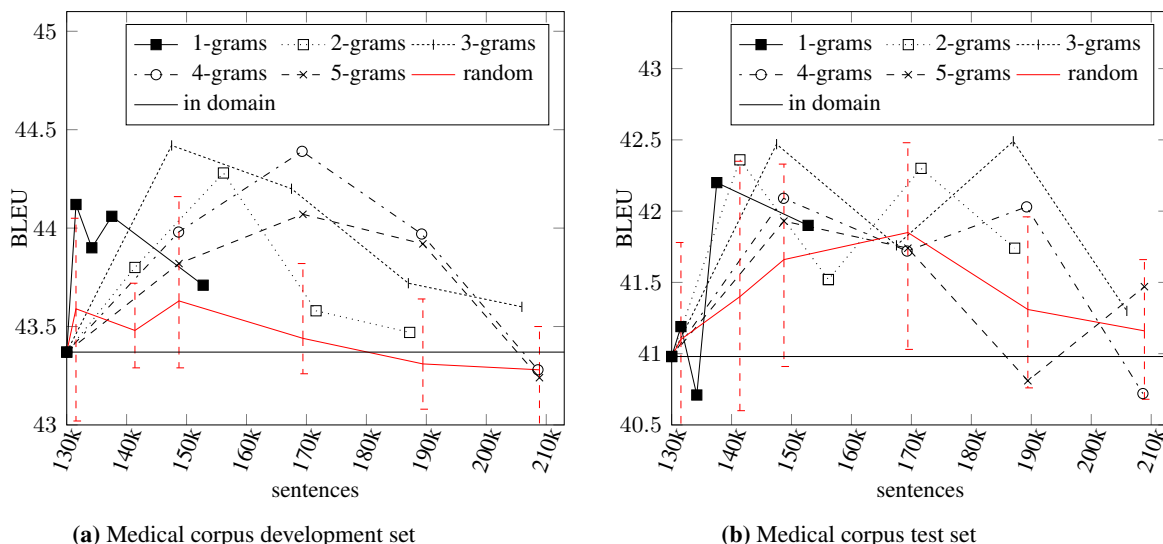 45
44.5
44
43.5
43
BLEU
1-grams 2-grams 3-grams
4-grams 5-grams random
in domain
130k 140k 150k 160k 170k 180k 190k 200k 210k
sentences
(a) Medical corpus development set
43
42.5
42
41.5
41
40.5
BLEU
1-grams 2-grams 3-grams
4-grams 5-grams random
in domain
130k 140k 150k 160k 170k 180k 190k 200k 210k
sentences
(b) Medical corpus test set